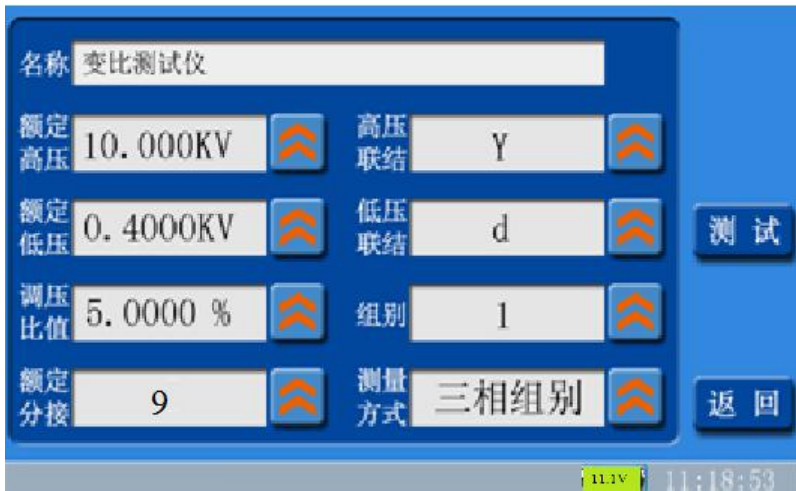 名称 变比测试仪
额定高压 10.000KV 高压联结 Y
额定低压 0.4000KV 低压联结 d
测试
调压比值 5.0000 % 组别 1
额定分接 9 测量方式 三相组别
返回
11.1V 11:18:53